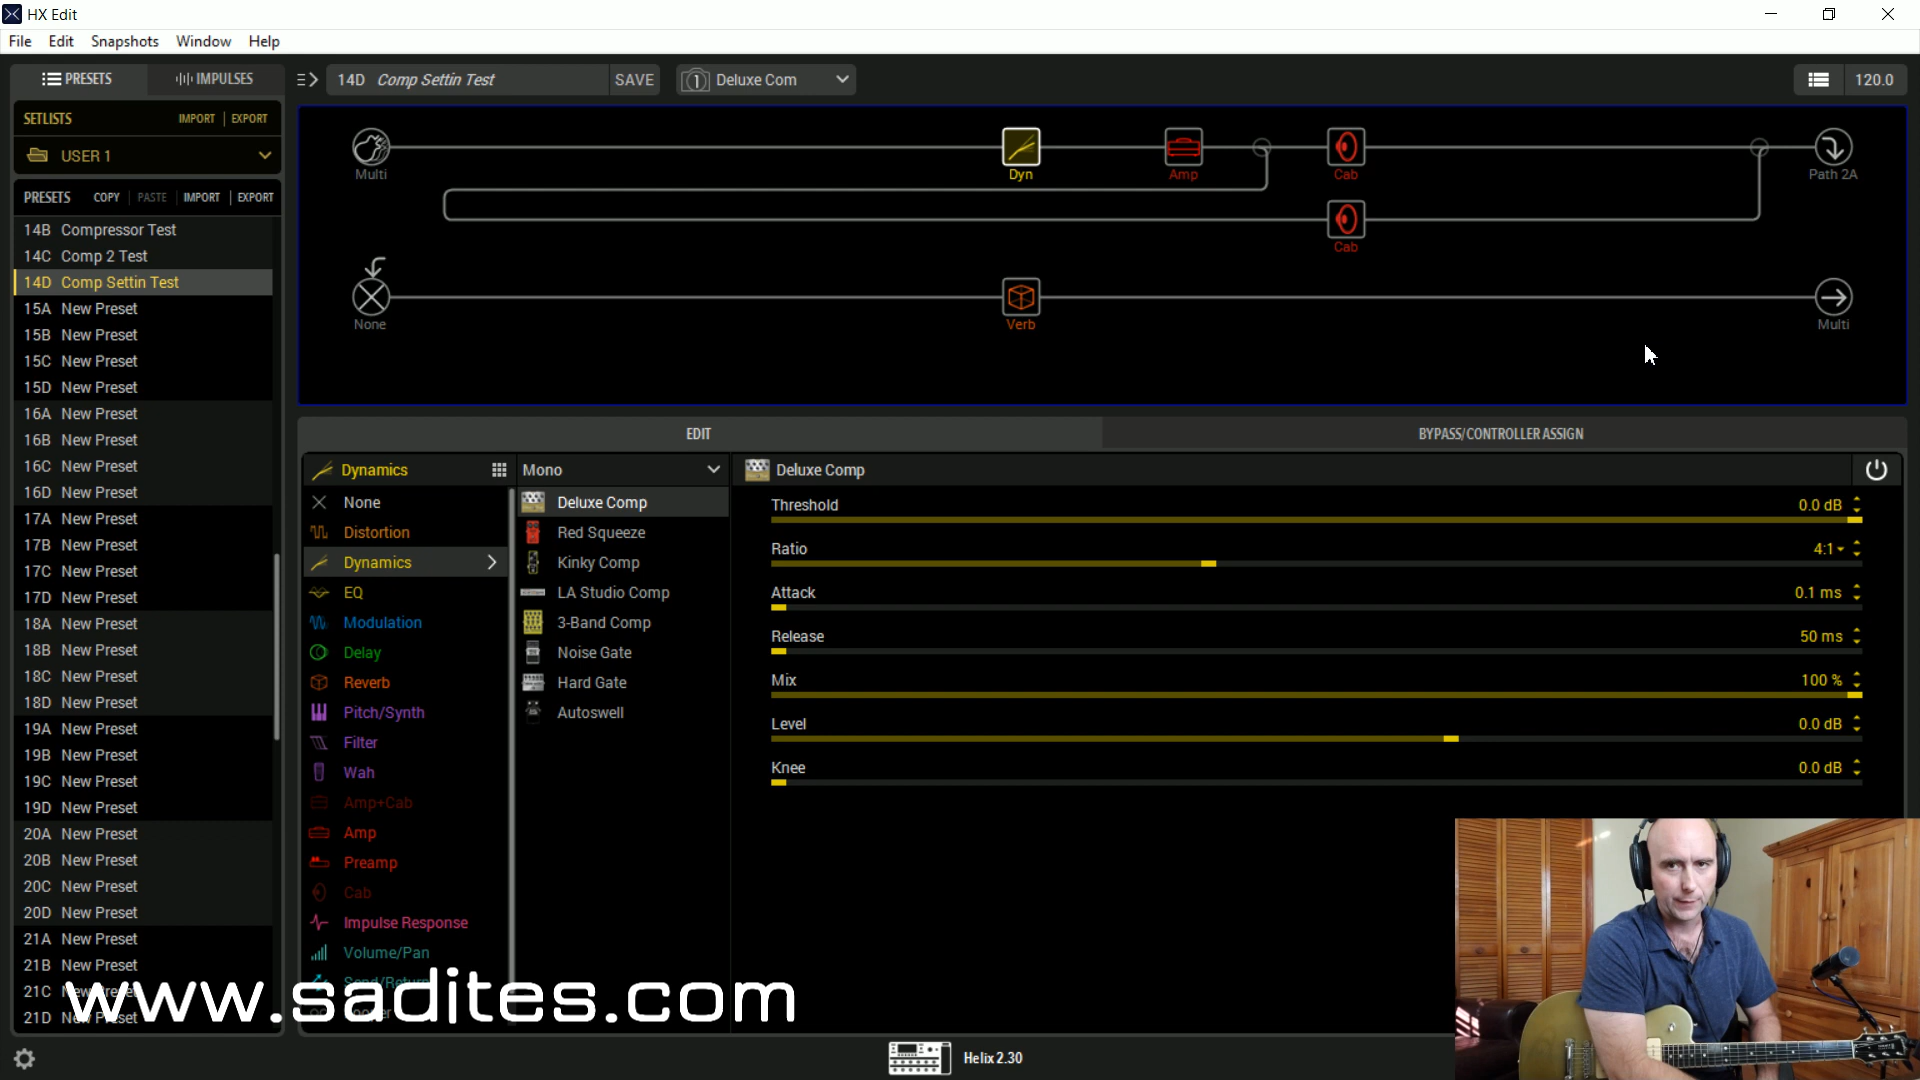 HX Edit
File Edit Snapshots Window Help
PRESETS IMPULSES 14D Comp Settin Test SAVE 1 Deluxe Com 120.0
SETLISTS IMPORT EXPORT
USER 1
PRESETS COPY PASTE IMPORT EXPORT
14B Compressor Test
14C Comp 2 Test
14D Comp Settin Test
15A New Preset
15B New Preset
15C New Preset
15D New Preset
16A New Preset
16B New Preset
16C New Preset
16D New Preset
17A New Preset
17B New Preset
17C New Preset
17D New Preset
18A New Preset
18B New Preset
18C New Preset
18D New Preset
19A New Preset
19B New Preset
19C New Preset
19D New Preset
20A New Preset
20B New Preset
20C New Preset
20D New Preset
21A New Preset
21B New Preset
21C New Preset
21D New Preset
Multi Dyn Amp Cab Path 2A
Cab
None Verb Multi
EDIT BYPASS/CONTROLLER ASSIGN
Dynamics Mono Deluxe Comp
None
Distortion
Dynamics
EQ
Modulation
Delay
Reverb
Pitch/Synth
Filter
Wah
Amp+Cab
Amp
Preamp
Cab
Impulse Response
Volume/Pan
Send/Return
Deluxe Comp
Red Squeeze
Kinky Comp
LA Studio Comp
3-Band Comp
Noise Gate
Hard Gate
Autoswell
Threshold 0.0 dB
Ratio 4:1
Attack 0.1 ms
Release 50 ms
Mix 100 %
Level 0.0 dB
Knee 0.0 dB
www.sadites.com
Helix 2.30